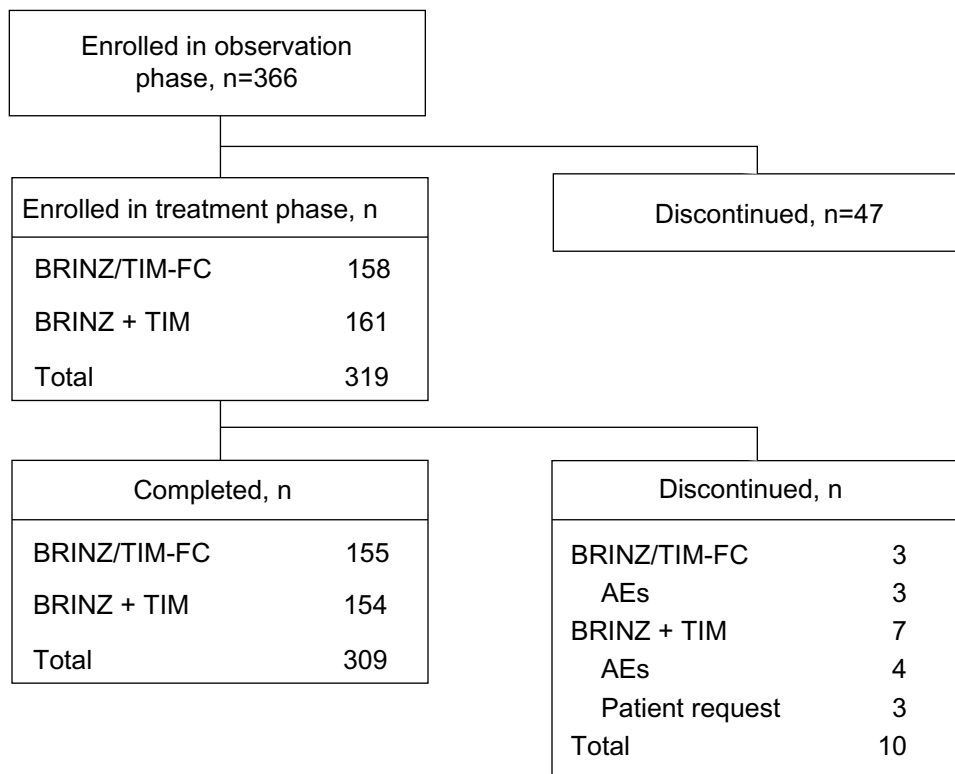 Enrolled in observation
phase, n=366
Enrolled in treatment phase, n
BRINZ/TIM-FC 158
BRINZ + TIM 161
Total 319
Discontinued, n=47
Completed, n
BRINZ/TIM-FC 155
BRINZ + TIM 154
Total 309
Discontinued, n
BRINZ/TIM-FC 3
AEs 3
BRINZ + TIM 7
AEs 4
Patient request 3
Total 10